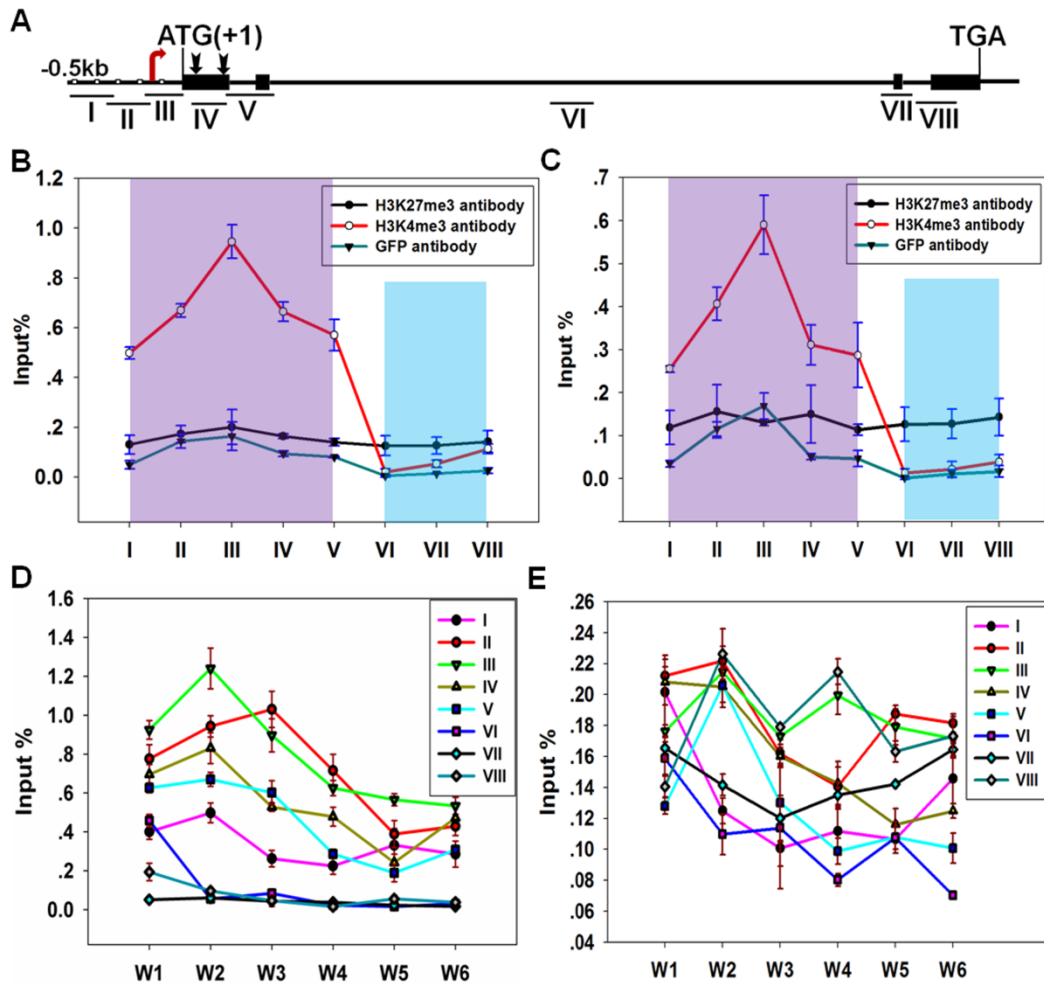 A
ATG(+1)
TGA
-0.5kb
I
II
III
IV
V
VI
VII
VIII
B
1.2
1.0
.8
.6
.4
.2
0.0
Input%
H3K27me3 antibody
H3K4me3 antibody
GFP antibody
I II III IV V VI VII VIII
C
.7
.6
.5
.4
.3
.2
.1
0.0
Input %
H3K27me3 antibody
H3K4me3 antibody
GFP antibody
I II III IV V VI VII VIII
D
1.6
1.4
1.2
1.0
.8
.6
.4
.2
0.0
Input %
I
II
III
IV
V
VI
VII
VIII
W1 W2 W3 W4 W5 W6
E
.26
.24
.22
.20
.18
.16
.14
.12
.10
.08
.06
.04
Input %
I
II
III
IV
V
VI
VII
VIII
W1 W2 W3 W4 W5 W6